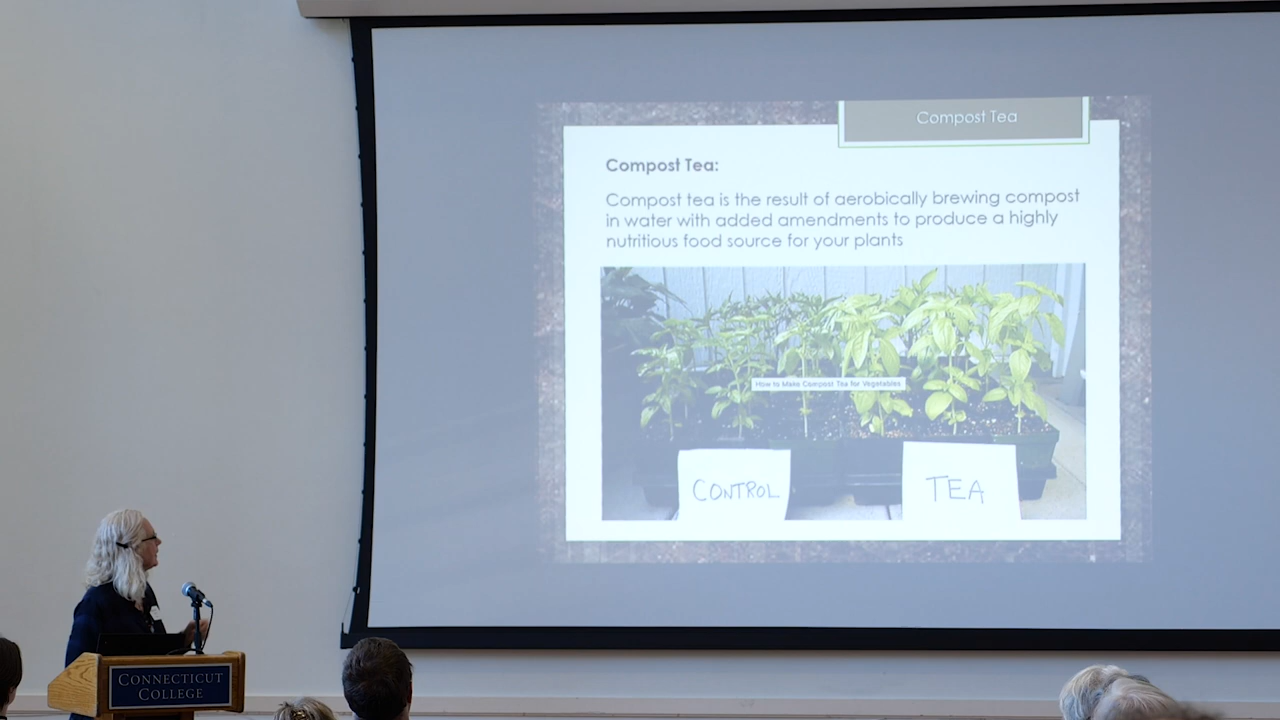 Compost Tea
Compost Tea:
Compost tea is the result of aerobically brewing compost
in water with added amendments to produce a highly
nutritious food source for your plants
How to Make Compost Tea for Vegetables
CONTROL
TEA
CONNECTICUT
COLLEGE